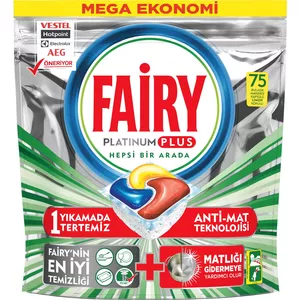 MEGA EKONOMİ
VESTEL
Hotpoint
Electrolux
AEG
ÖNERİYOR
75
FAIRY
PLATINUM PLUS
HEPSİ BİR ARADA
1 YIKAMADA
TERTEMİZ
ANTİ-MAT
TEKNOLOJİSİ
FAIRY'NİN
EN İYİ
TEMİZLİĞİ
+
MATLIĞI
GİDERMEYE
YARDIMCI OLUR